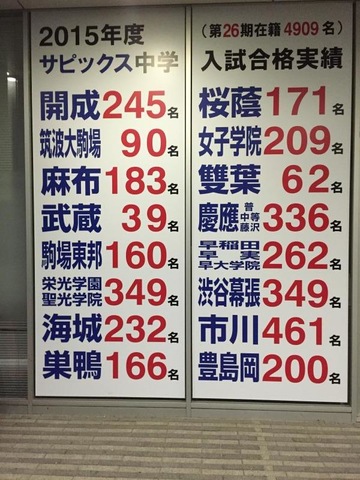 2015年度
サピックス中学
開成245名
筑波大駒場 90名
麻布183名
武蔵 39名
駒場東邦160名
栄光学園
聖光学院349名
海城232名
巣鴨166名
(第26期在籍4909名)
入試合格実績
桜蔭171名
女子学院209名
雙葉 62名
慶應普中等藤沢336名
早稲田
早実
早大学院262名
渋谷幕張349名
市川461名
豊島岡200名